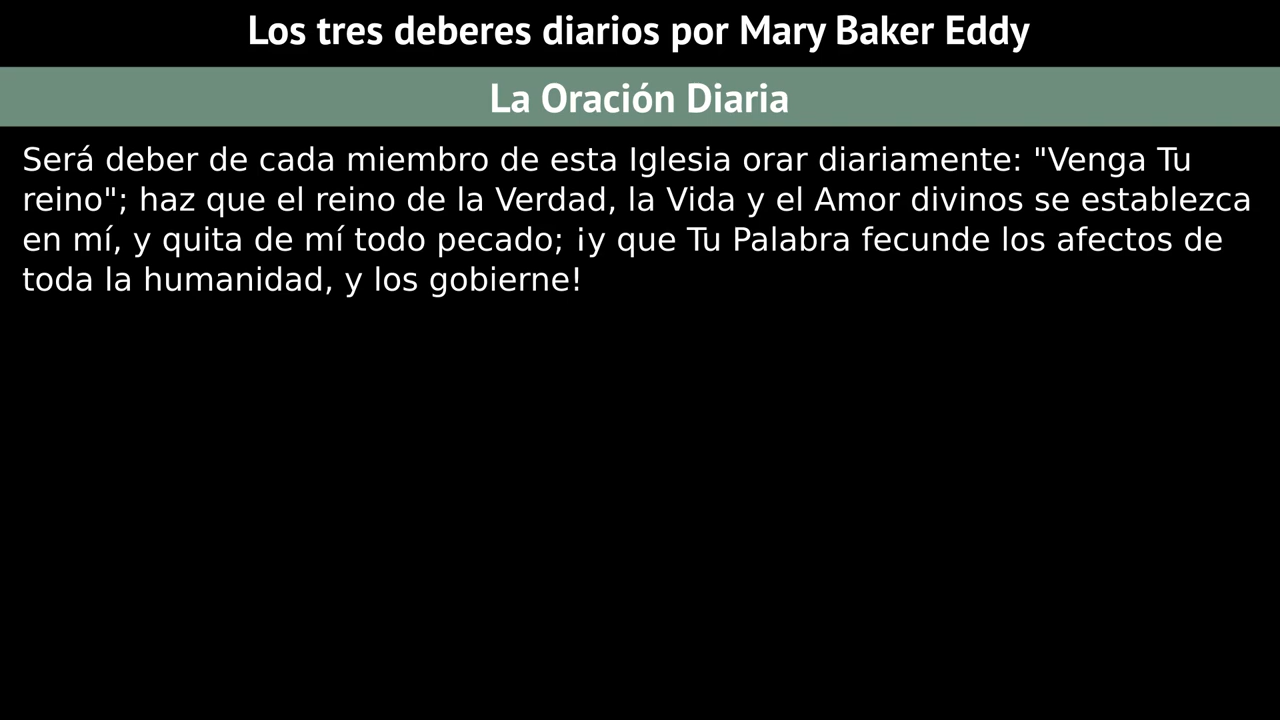 Los tres deberes diarios por Mary Baker Eddy
La Oración Diaria
Será deber de cada miembro de esta Iglesia orar diariamente: "Venga Tu
reino"; haz que el reino de la Verdad, la Vida y el Amor divinos se establezca
en mí, y quita de mí todo pecado; ¡y que Tu Palabra fecunde los afectos de
toda la humanidad, y los gobierne!